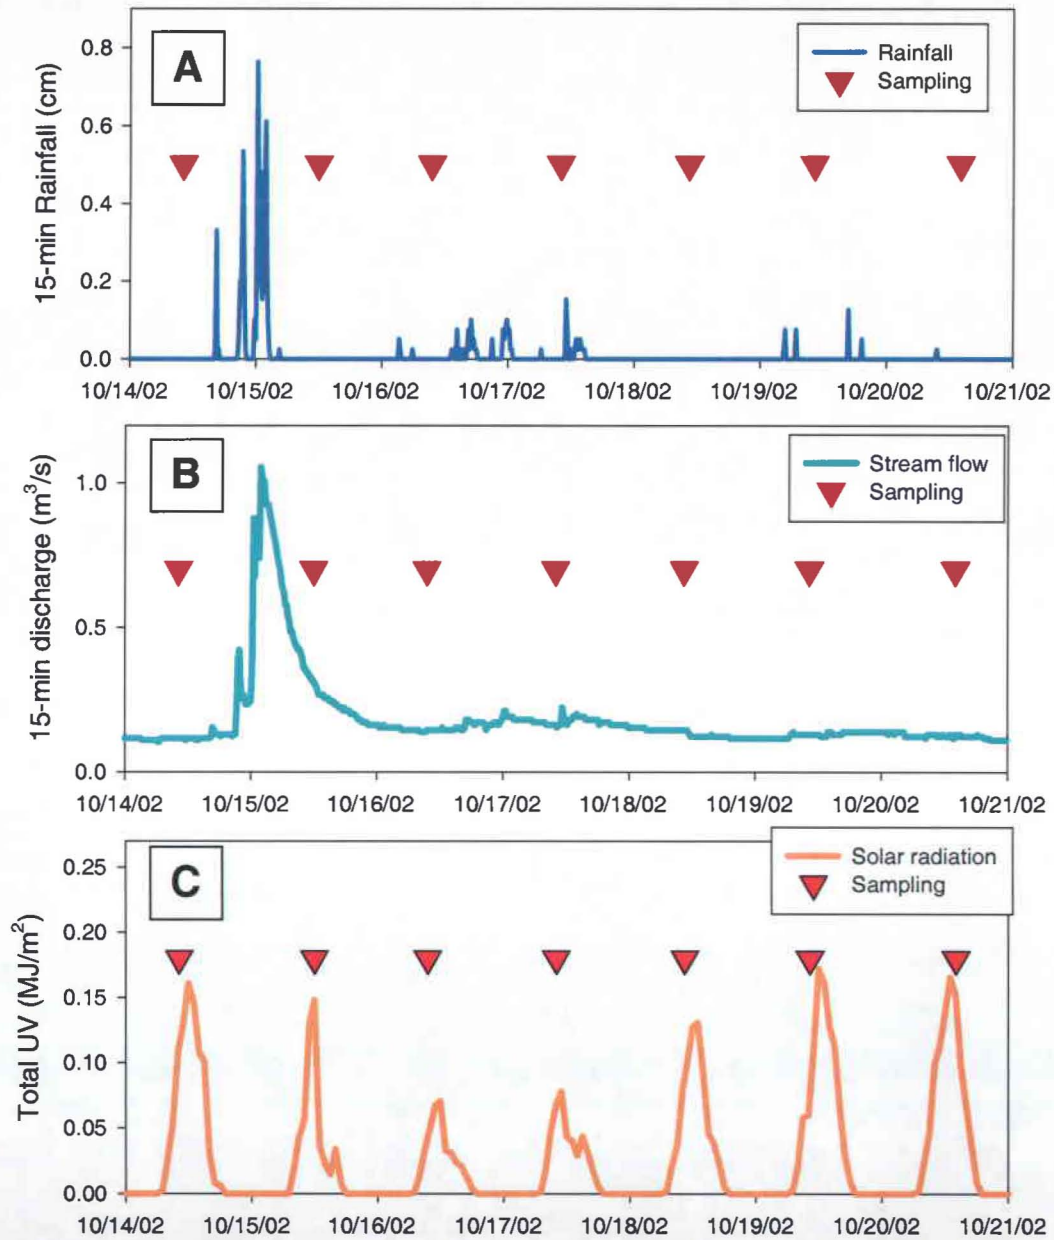 A
Rainfall
Sampling
15-min Rainfall (cm)
0.8
0.6
0.4
0.2
0.0
10/14/02 10/15/02 10/16/02 10/17/02 10/18/02 10/19/02 10/20/02 10/21/02
B
Stream flow
Sampling
15-min discharge (m³/s)
1.0
0.5
0.0
10/14/02 10/15/02 10/16/02 10/17/02 10/18/02 10/19/02 10/20/02 10/21/02
C
Solar radiation
Sampling
Total UV (MJ/m²)
0.25
0.20
0.15
0.10
0.05
0.00
10/14/02 10/15/02 10/16/02 10/17/02 10/18/02 10/19/02 10/20/02 10/21/02